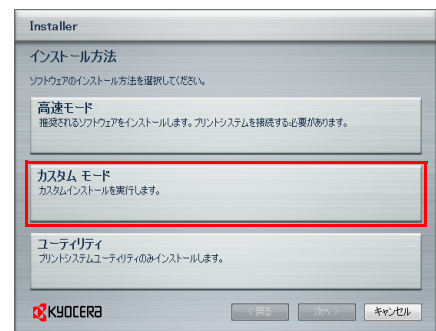 Installer
インストール方法
ソフトウェアのインストール方法を選択してください。
高速モード
推奨されるソフトウェアをインストールします。プリントシステムを接続する必要があります。
カスタム モード
カスタムインストールを実行します。
ユーティリティ
プリントシステムユーティリティのみインストールします。
KYOCERA
< 戻る 次へ > キャンセル